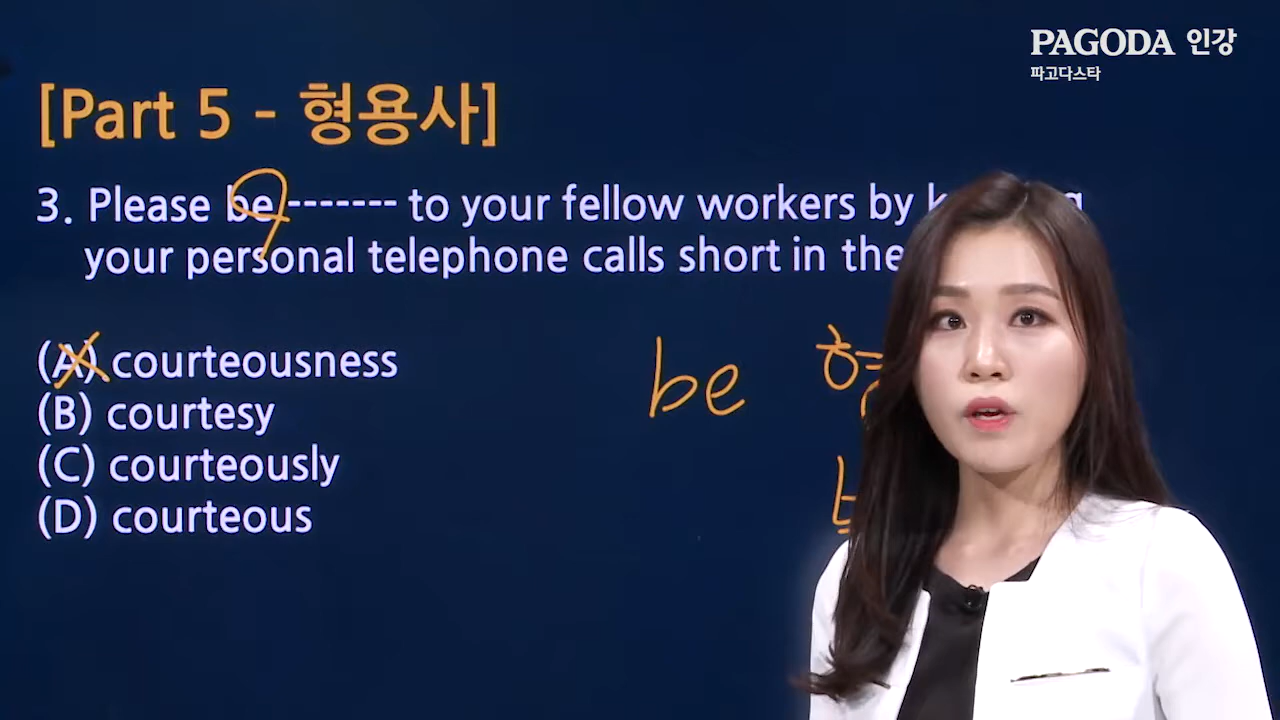 PAGODA 인강
파고다스타
[Part 5 - 형용사]
3. Please be ------- to your fellow workers by
your personal telephone calls short in the
(A) courteousness
(B) courtesy
(C) courteously
(D) courteous
be